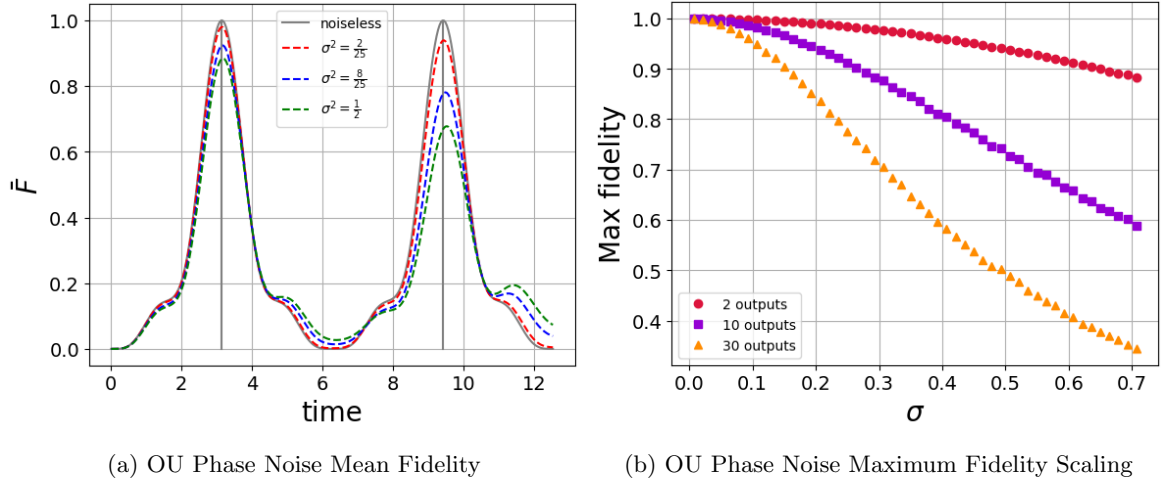 1.0
0.8
0.6
0.4
0.2
0.0
F̄
0 2 4 6 8 10 12
time
noiseless
σ² = 2/25
σ² = 8/25
σ² = 1/2
(a) OU Phase Noise Mean Fidelity
1.0
0.9
0.8
0.7
0.6
0.5
0.4
Max fidelity
0.0 0.1 0.2 0.3 0.4 0.5 0.6 0.7
σ
2 outputs
10 outputs
30 outputs
(b) OU Phase Noise Maximum Fidelity Scaling